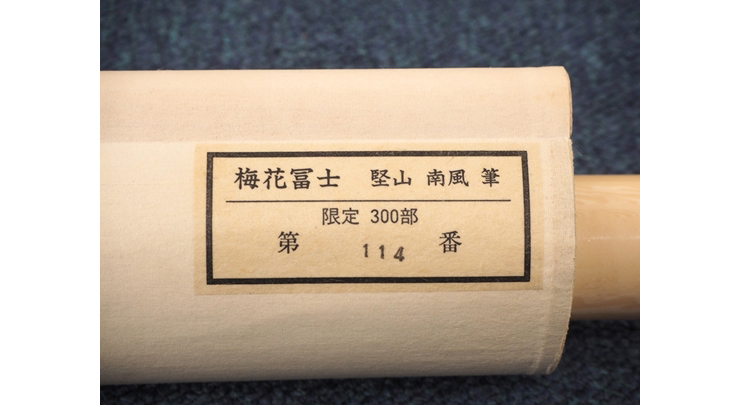 梅花冨士 堅山 南風 筆
限定 300部
第 114 番